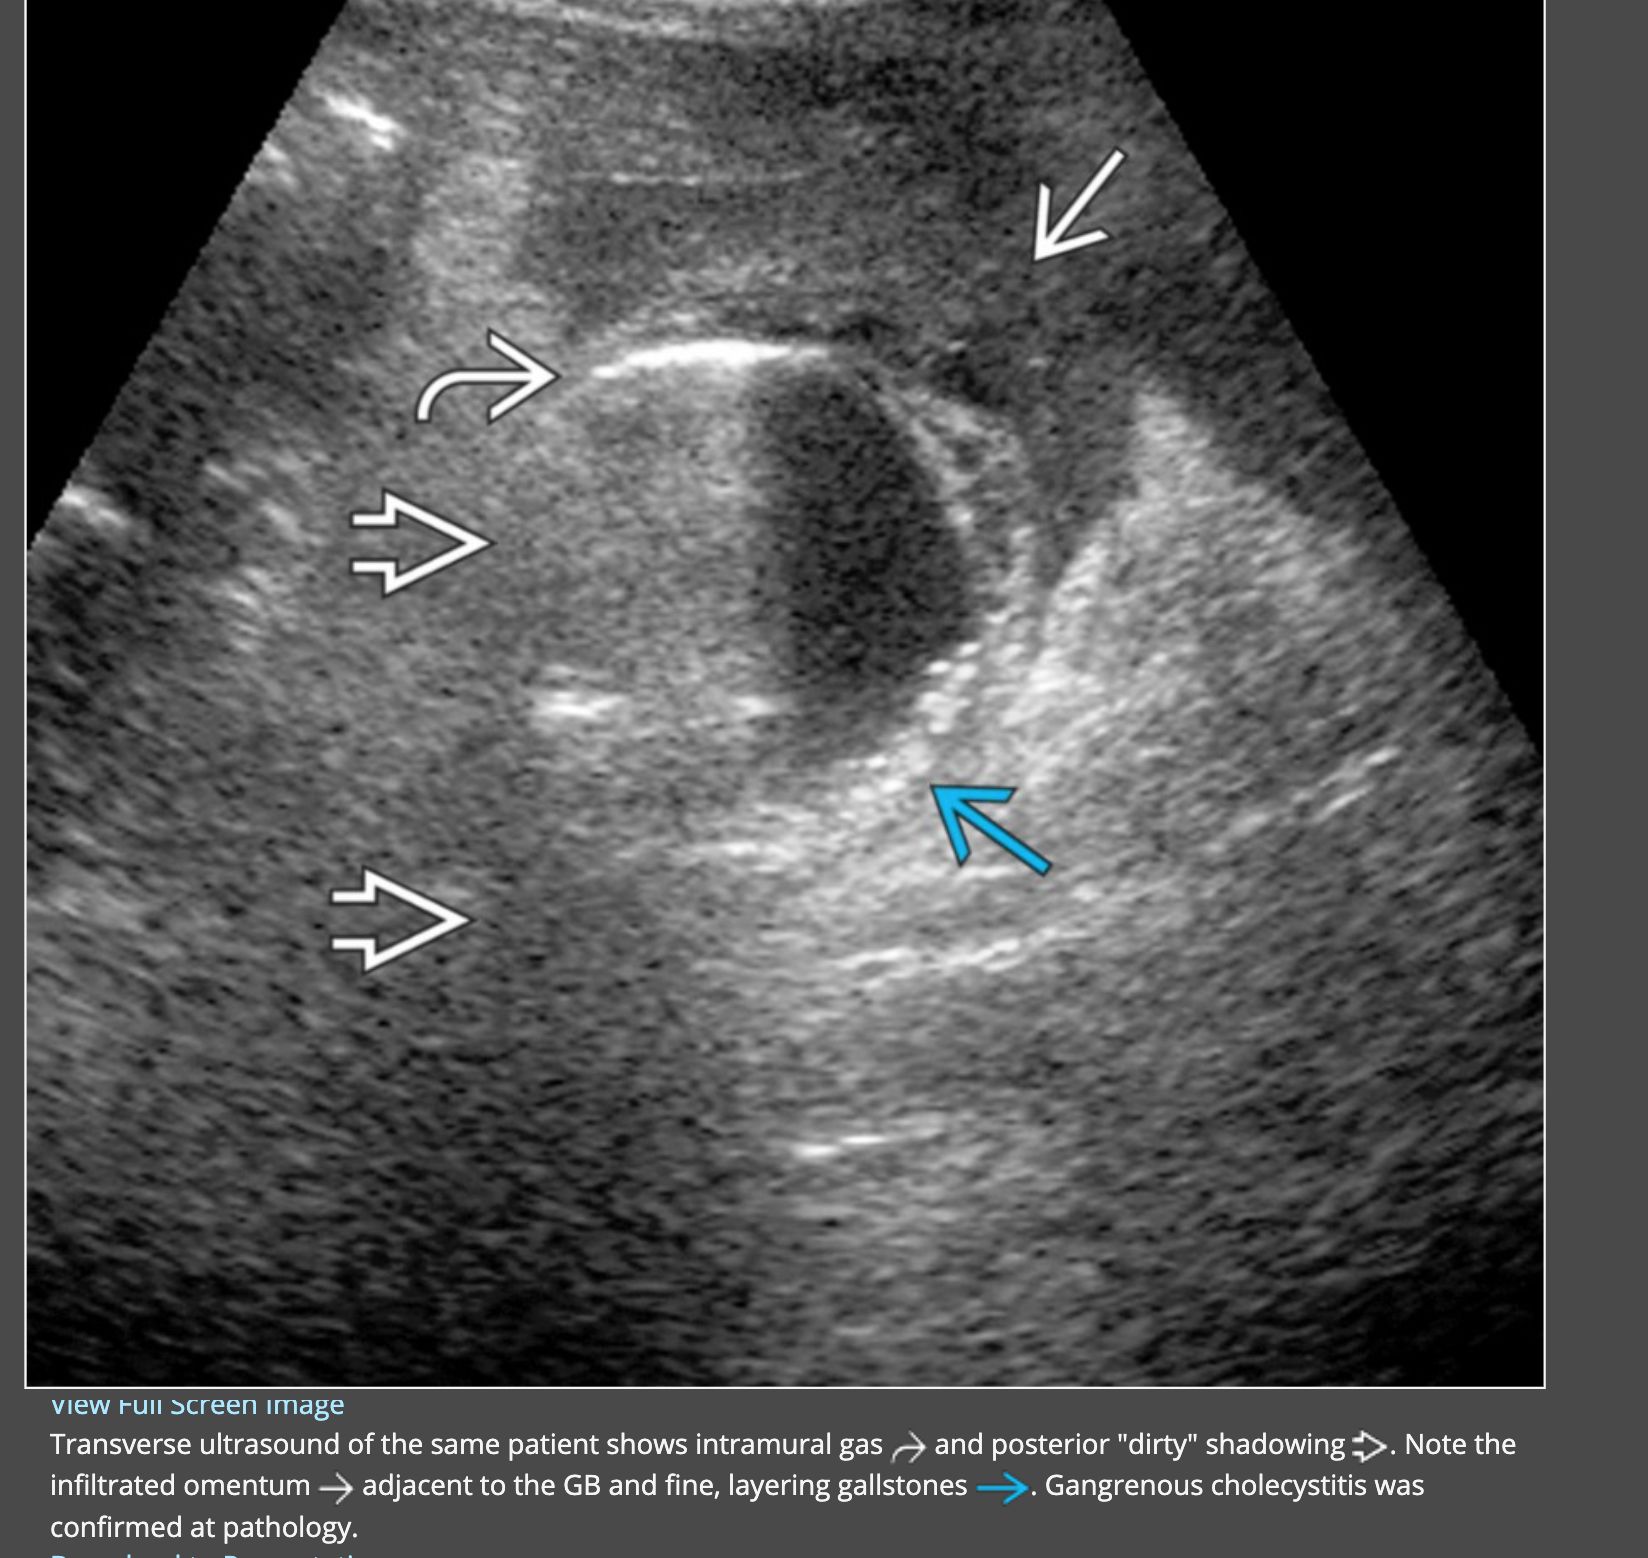 View Full Screen Image
Transverse ultrasound of the same patient shows intramural gas and posterior "dirty" shadowing . Note the
infiltrated omentum adjacent to the GB and fine, layering gallstones . Gangrenous cholecystitis was
confirmed at pathology.